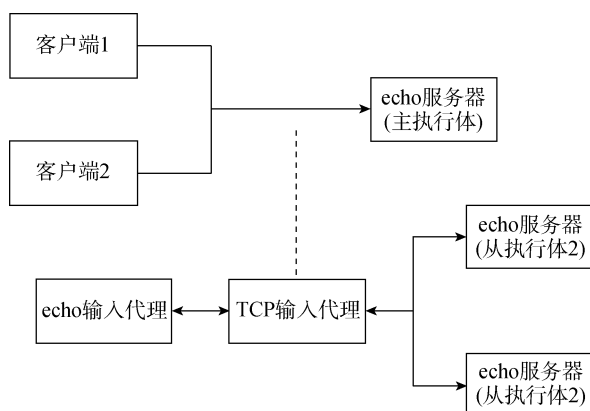 客户端1
echo服务器
(主执行体)
客户端2
echo服务器
(从执行体2)
echo输入代理
TCP输入代理
echo服务器
(从执行体2)